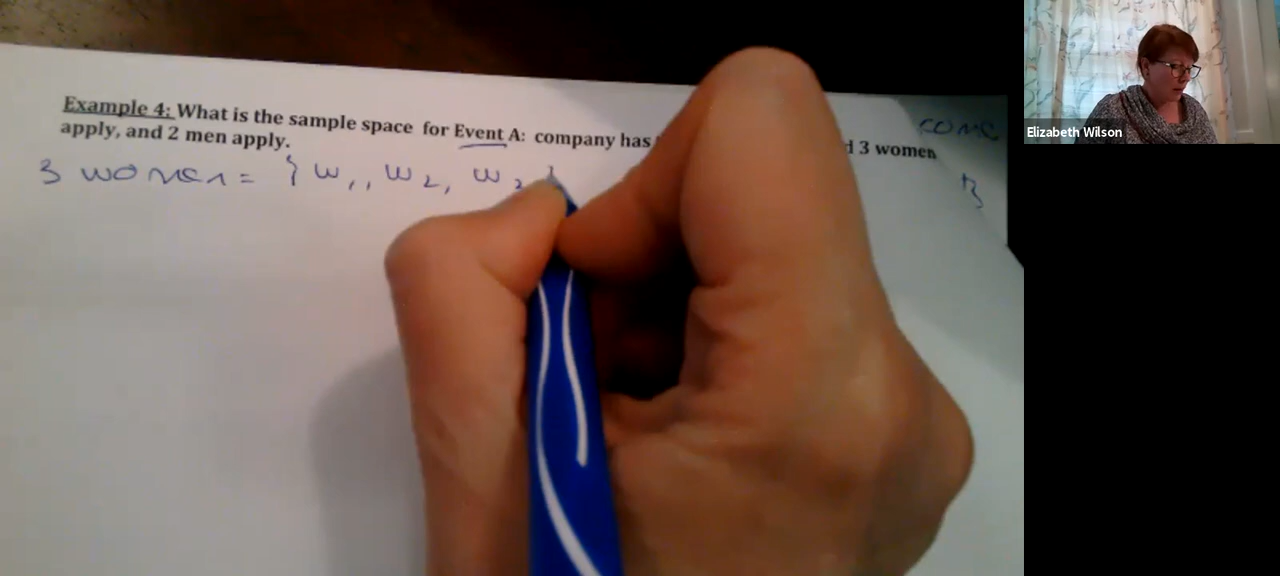 Example 4: What is the sample space for Event A: company has 3 women
apply, and 2 men apply.
3 women = { W1, W2, W3 }
Elizabeth Wilson